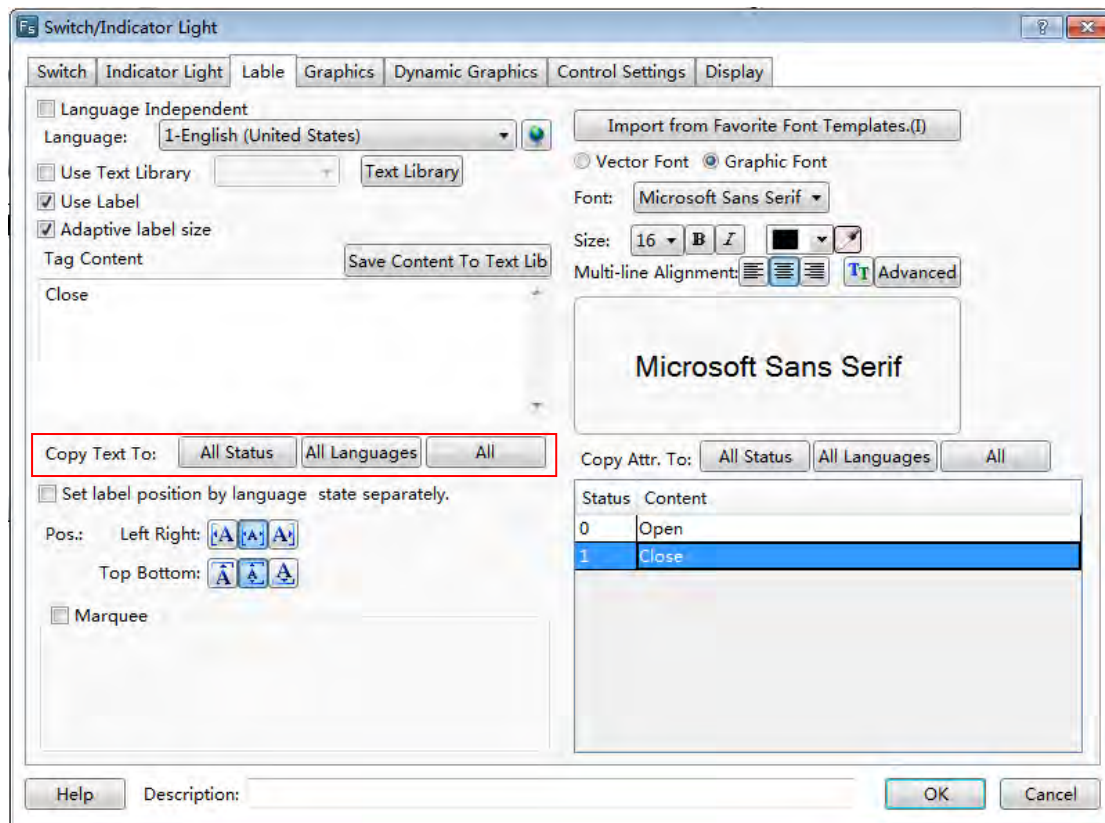 Fs Switch/Indicator Light
Switch Indicator Light Lable Graphics Dynamic Graphics Control Settings Display
Language Independent
Language: 1-English (United States)
Use Text Library Text Library
Use Label
Adaptive label size
Tag Content Save Content To Text Lib
Close
Copy Text To: All Status All Languages All
Set label position by language state separately.
Pos.: Left Right: A A A
Top Bottom: A A A
Marquee
Import from Favorite Font Templates.(I)
Vector Font Graphic Font
Font: Microsoft Sans Serif
Size: 16 B I
Multi-line Alignment: TT Advanced
Microsoft Sans Serif
Copy Attr. To: All Status All Languages All
Status Content
0 Open
1 Close
Help Description: OK Cancel